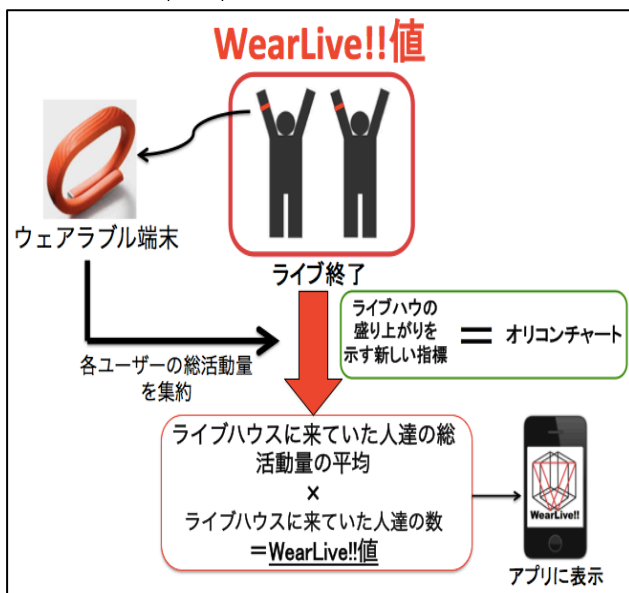 WearLive!!値
ウェアラブル端末
ライブ終了
ライブハウの
盛り上がりを
示す新しい指標
=
オリコンチャート
各ユーザーの総活動量
を集約
ライブハウスに来ていた人達の総
活動量の平均
×
ライブハウスに来ていた人達の数
=WearLive!!値
WearLive!!
アプリに表示